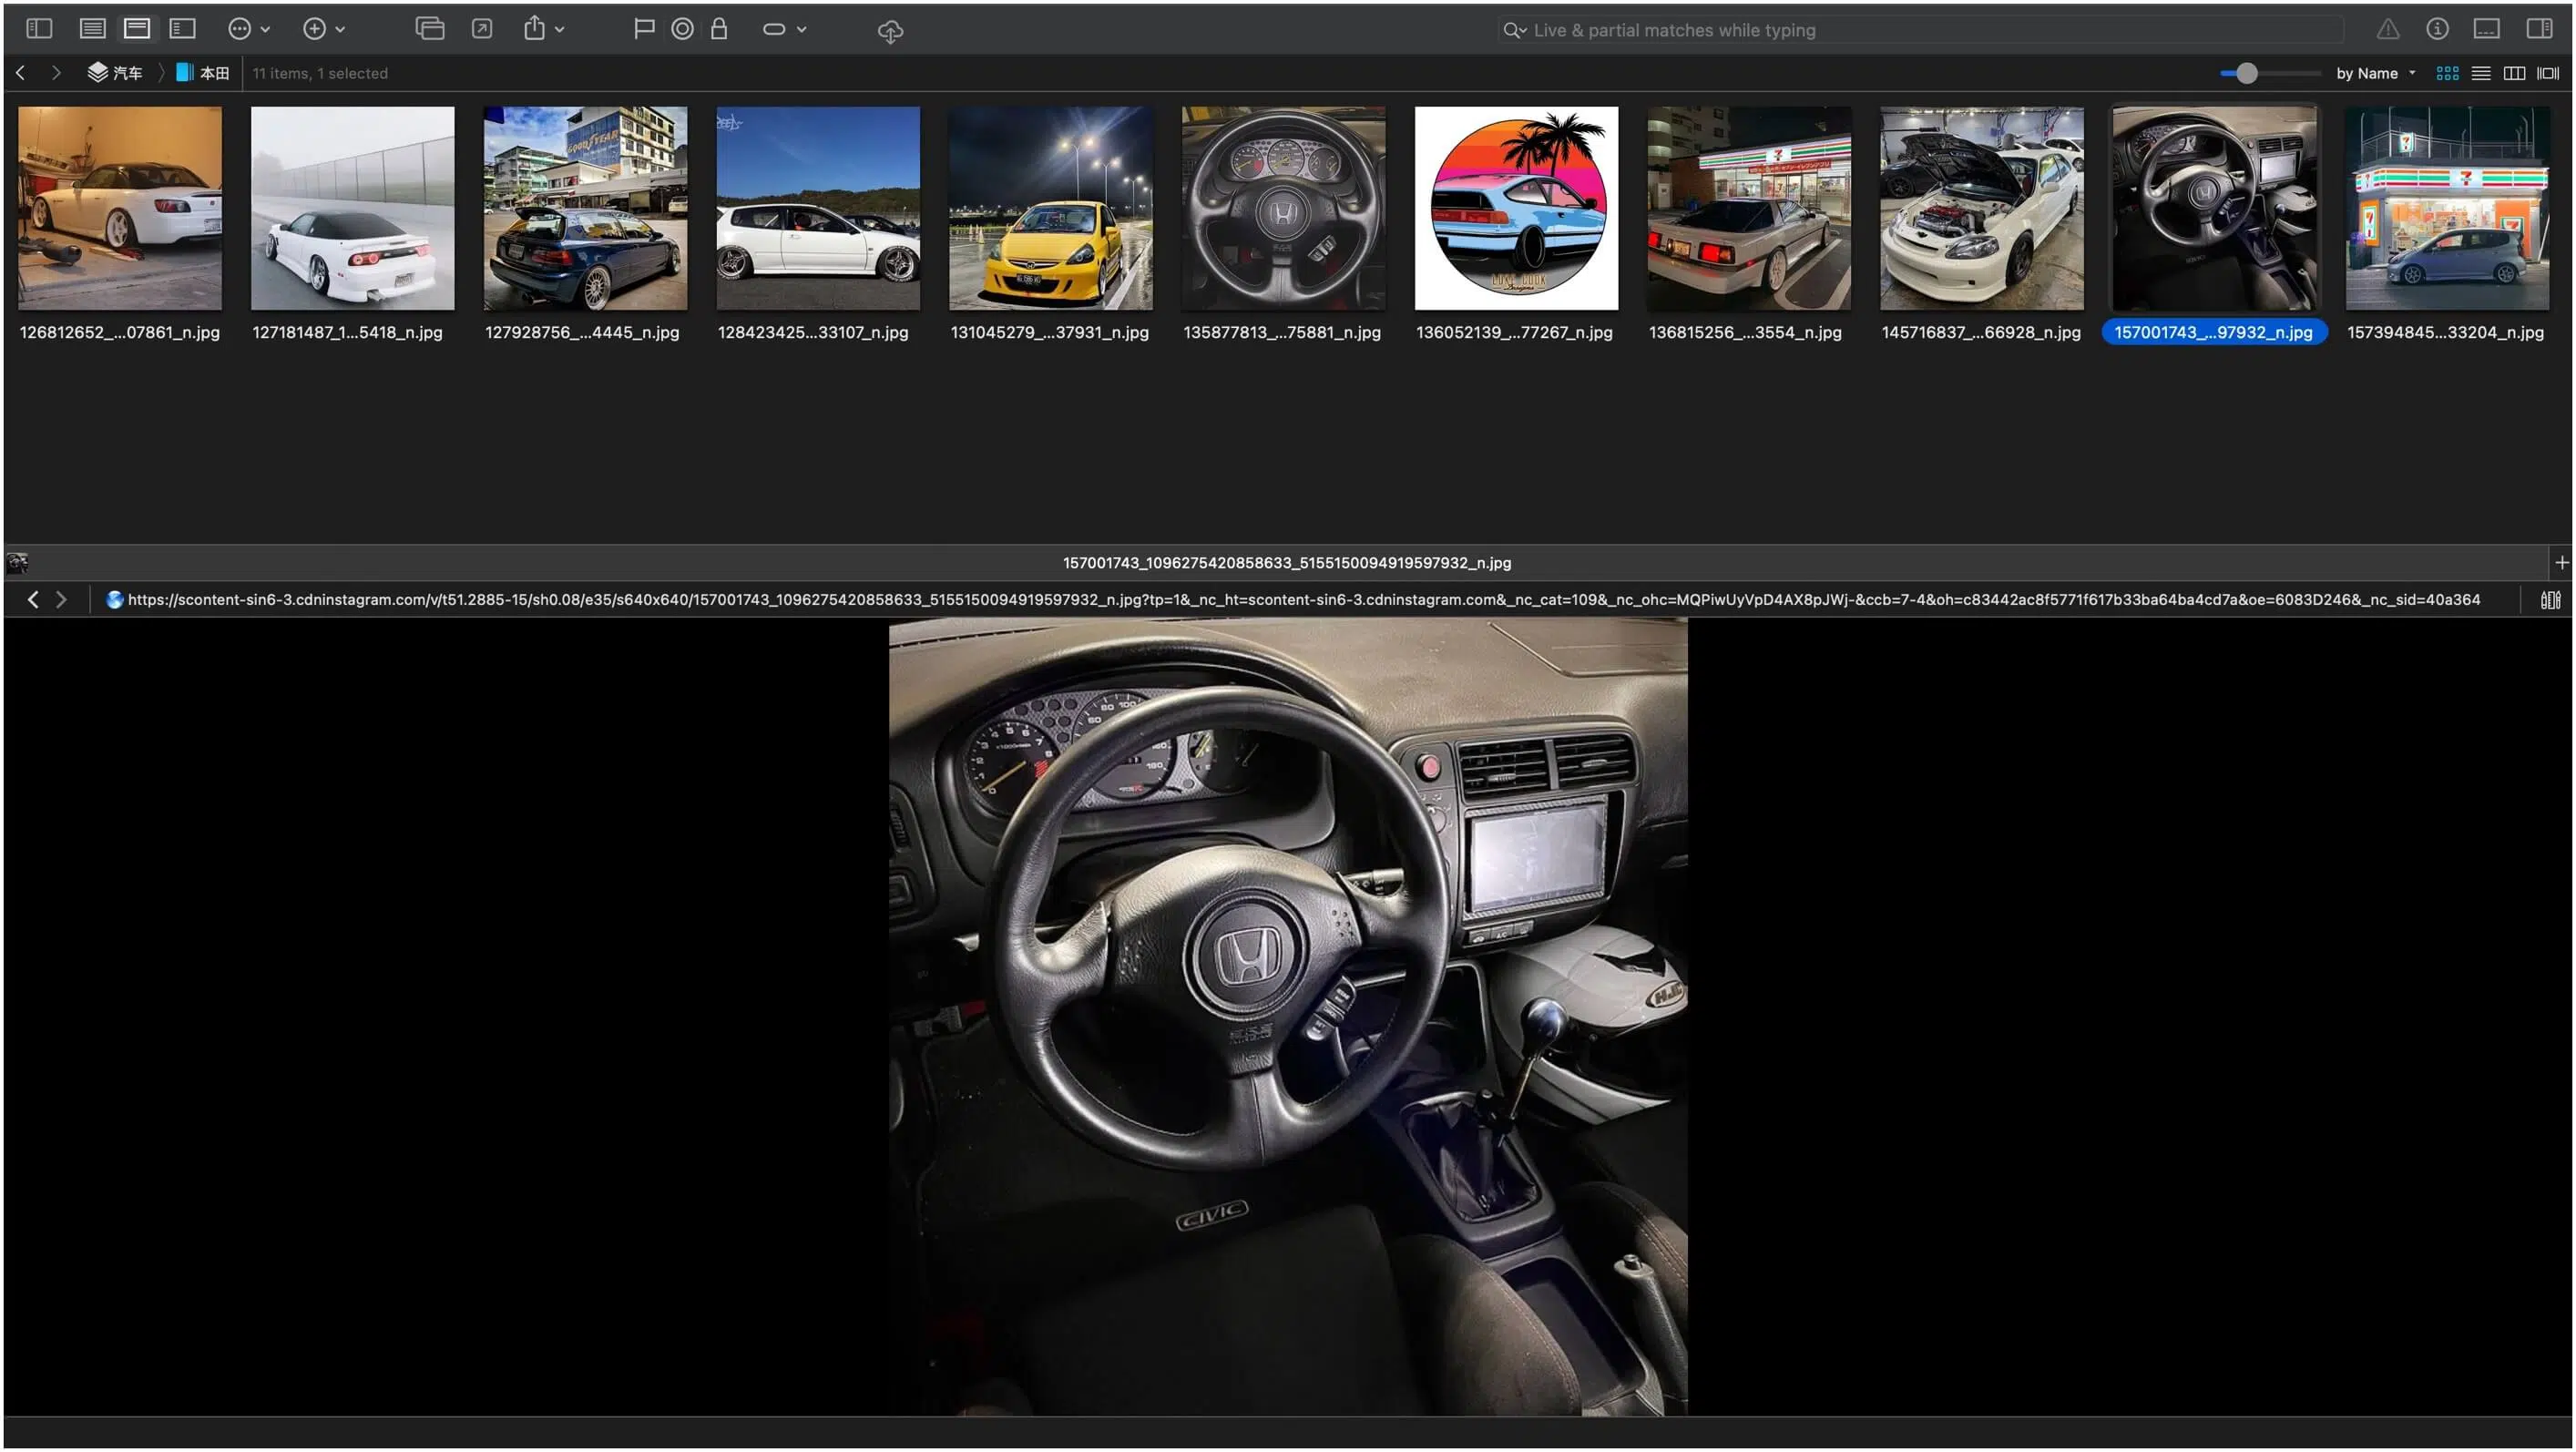 Live & partial matches while typing
汽车
本田
11 items, 1 selected
by Name
GOOD YEAR
126812652_...07861_n.jpg
127181487_1...5418_n.jpg
127928756_...4445_n.jpg
128423425...33107_n.jpg
131045279_...37931_n.jpg
135877813_...75881_n.jpg
136052139_...77267_n.jpg
136815256_...3554_n.jpg
145716837_...66928_n.jpg
157001743_...97932_n.jpg
157394845...33204_n.jpg
157001743_1096275420858633_5155150094919597932_n.jpg
https://scontent-sin6-3.cdninstagram.com/v/t51.2885-15/sh0.08/e35/s640x640/157001743_1096275420858633_5155150094919597932_n.jpg?tp=1&_nc_ht=scontent-sin6-3.cdninstagram.com&_nc_cat=109&_nc_ohc=MQPiwUyVpD4AX8pJWj-&ccb=7-4&oh=c83442ac8f5771f617b33ba64ba4cd7a&oe=6083D246&_nc_sid=40a364
A/C
HJC
CIVIC